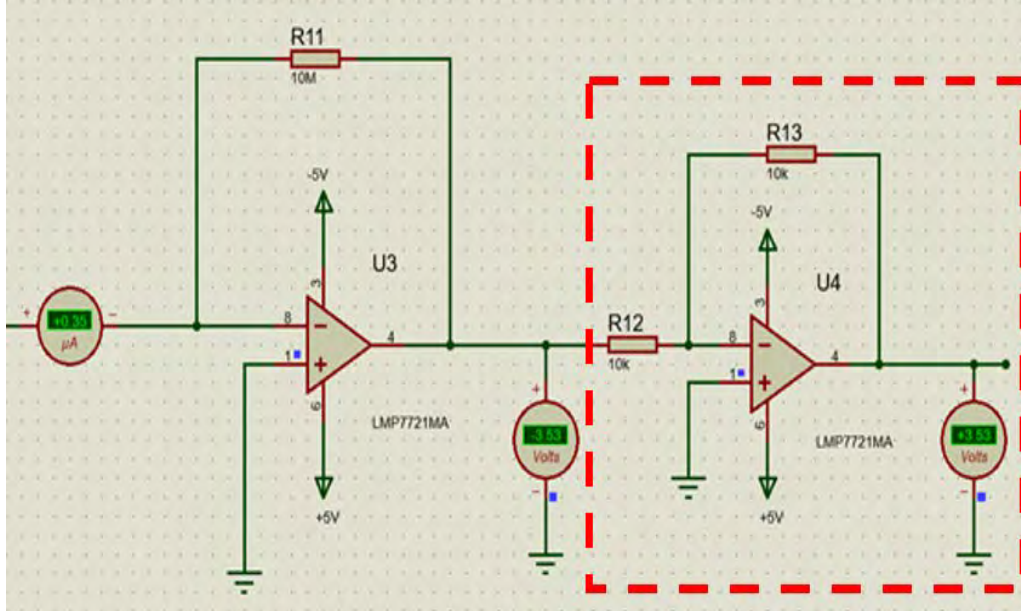 R11
10M
-5V
3
U3
+
+0.35
µA
−
8
−
1
+
4
6
LMP7721MA
+5V
+
-3.53
Volts
−
R12
10k
R13
10k
-5V
3
U4
8
−
1
+
4
6
LMP7721MA
+5V
+
+3.53
Volts
−